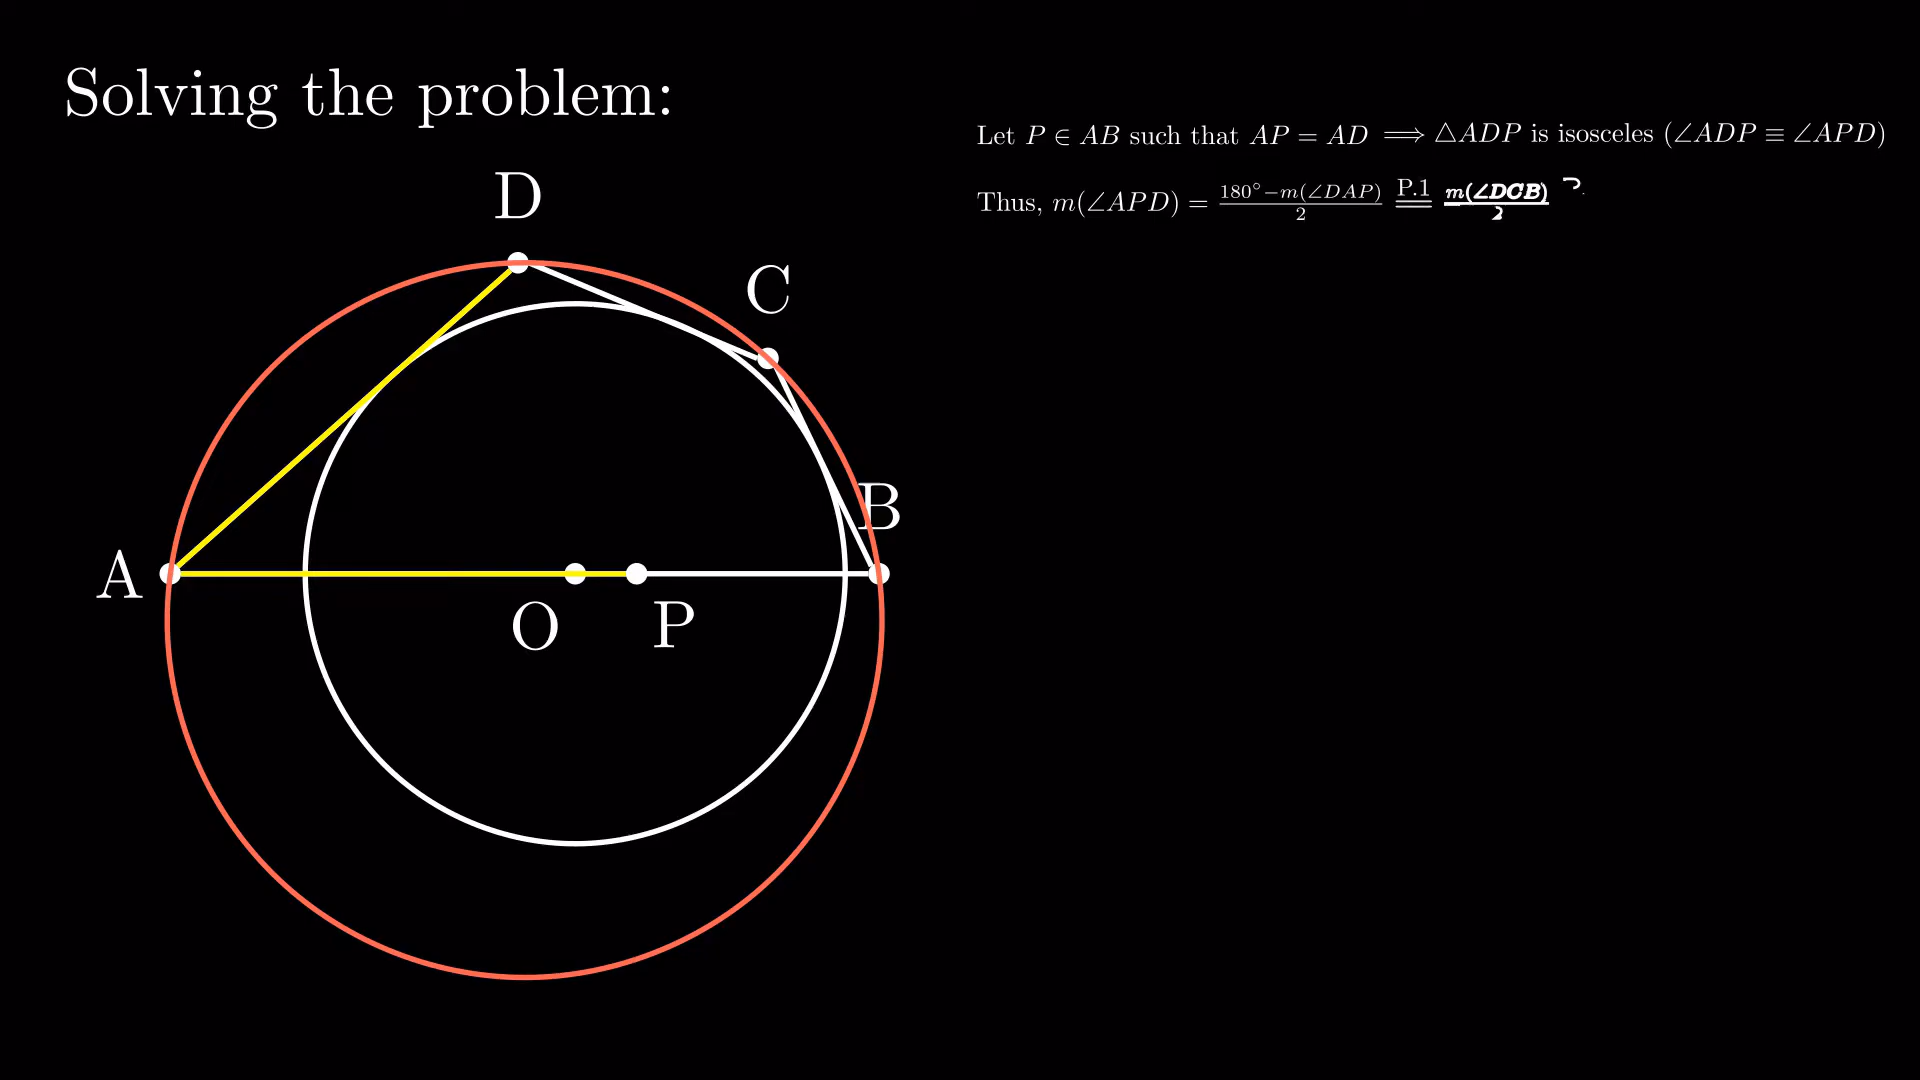 Solving the problem:
Let P ∈ AB such that AP = AD ⟹ △ADP is isosceles (∠ADP ≡ ∠APD)
Thus, m(∠APD) = (180° − m(∠DAP))/2 =(P.1) m(∠DCB)/2
D
C
B
A
O P